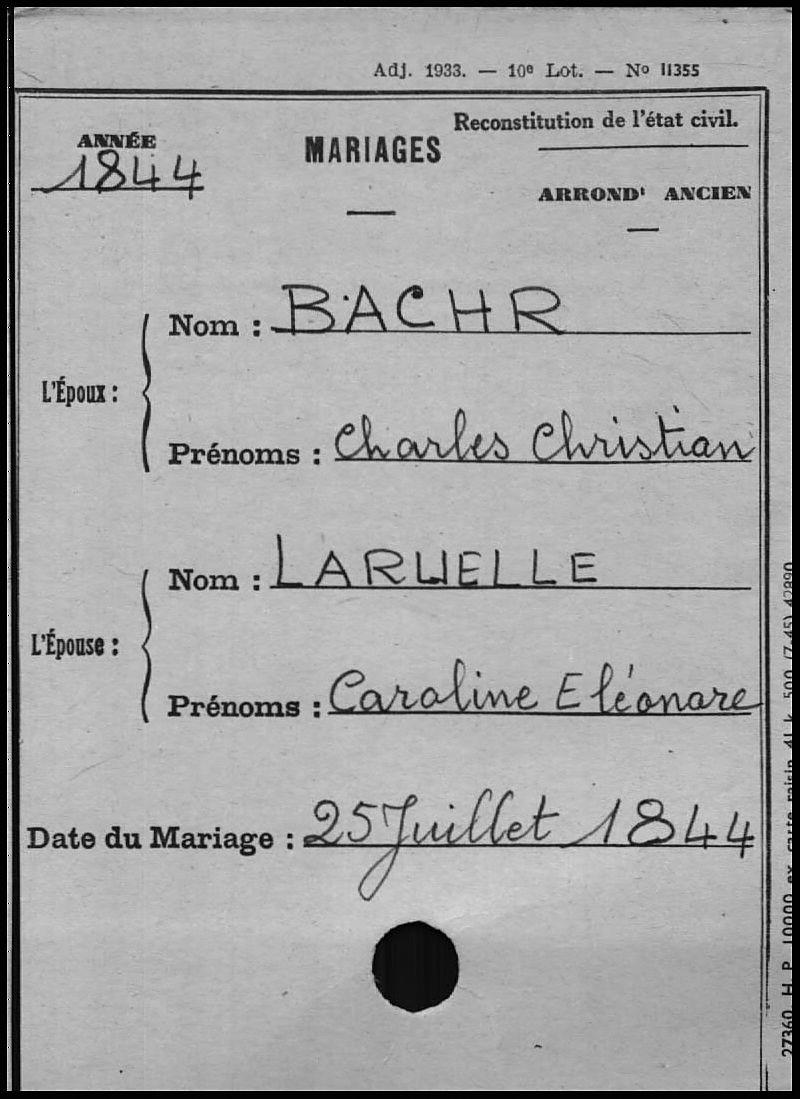 Adj. 1933. — 10e Lot. — No 11355
Reconstitution de l'état civil.
ANNÉE
1844
MARIAGES
ARRONDt ANCIEN
L'Époux :
Nom : BACHR
Prénoms : Charles Christian
L'Épouse :
Nom : LARUELLE
Prénoms : Caroline Eléonore
Date du Mariage : 25 Juillet 1844
27360 H. P. 10000 ex. carte raisin 41 k. 500 (7-45) 42890